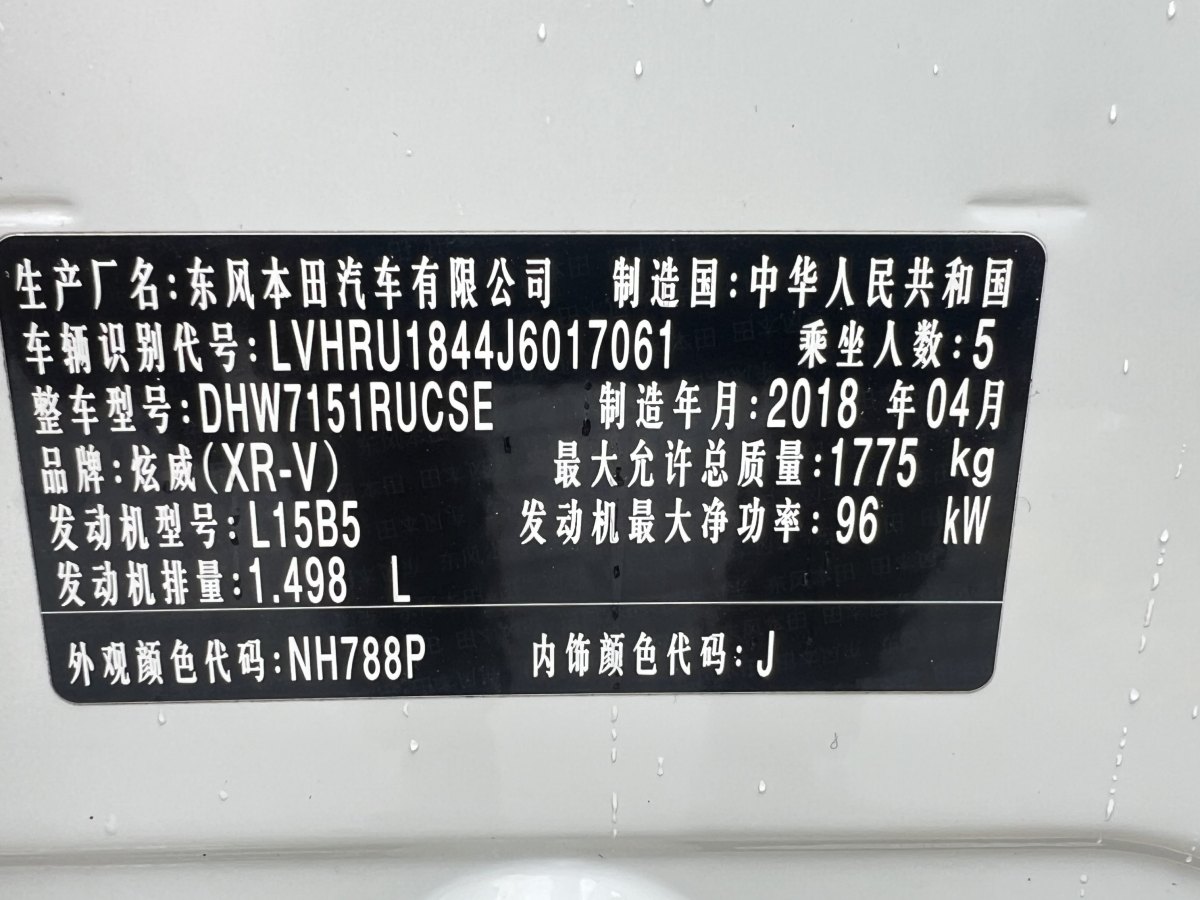 生产厂名:东风本田汽车有限公司 制造国:中华人民共和国
车辆识别代号:LVHRU1844J6017061 乘坐人数:5
整车型号:DHW7151RUCSE 制造年月:2018 年04月
品牌:炫威(XR-V) 最大允许总质量:1775 kg
发动机型号:L15B5 发动机最大净功率:96 kW
发动机排量:1.498 L
外观颜色代码:NH788P 内饰颜色代码:J